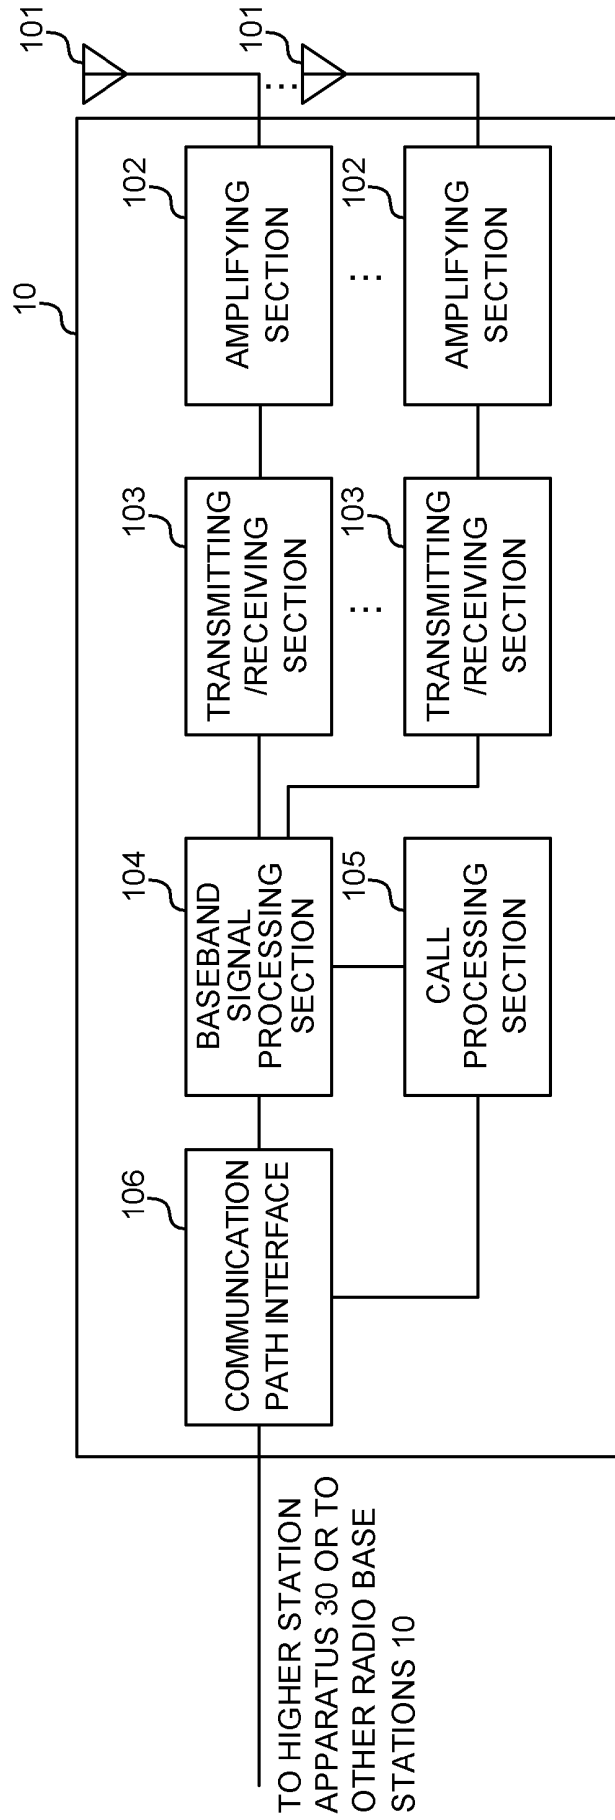 10
101
...
101
102
AMPLIFYING
SECTION
...
102
AMPLIFYING
SECTION
103
TRANSMITTING
/RECEIVING
SECTION
...
103
TRANSMITTING
/RECEIVING
SECTION
104
BASEBAND
SIGNAL
PROCESSING
SECTION
105
CALL
PROCESSING
SECTION
106
COMMUNICATION
PATH INTERFACE
TO HIGHER STATION
APPARATUS 30 OR TO
OTHER RADIO BASE
STATIONS 10